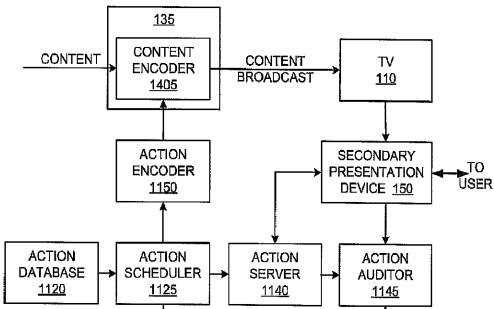 135
CONTENT
CONTENT
ENCODER
1405
CONTENT
BROADCAST
TV
110
ACTION
ENCODER
1150
SECONDARY
PRESENTATION
DEVICE 150
TO
USER
ACTION
DATABASE
1120
ACTION
SCHEDULER
1125
ACTION
SERVER
1140
ACTION
AUDITOR
1145